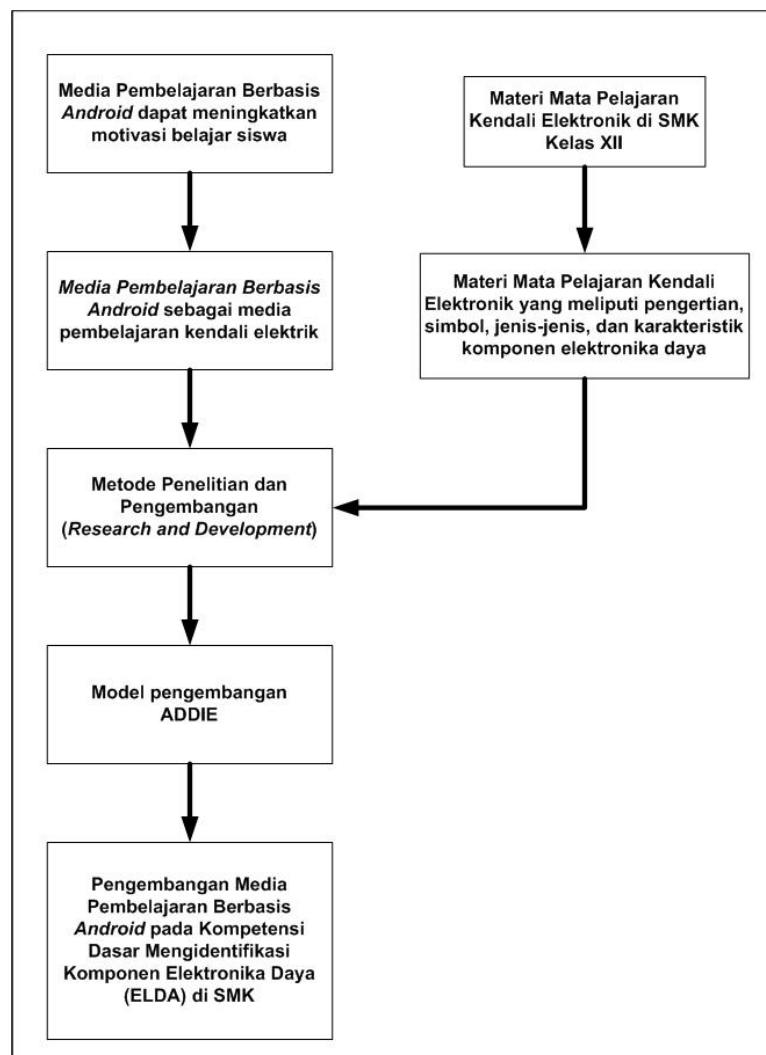 Media Pembelajaran Berbasis
Android dapat meningkatkan
motivasi belajar siswa
Materi Mata Pelajaran
Kendali Elektronik di SMK
Kelas XII
Media Pembelajaran Berbasis
Android sebagai media
pembelajaran kendali elektrik
Materi Mata Pelajaran Kendali
Elektronik yang meliputi pengertian,
simbol, jenis-jenis, dan karakteristik
komponen elektronika daya
Metode Penelitian dan
Pengembangan
(Research and Development)
Model pengembangan
ADDIE
Pengembangan Media
Pembelajaran Berbasis
Android pada Kompetensi
Dasar Mengidentifikasi
Komponen Elektronika Daya
(ELDA) di SMK